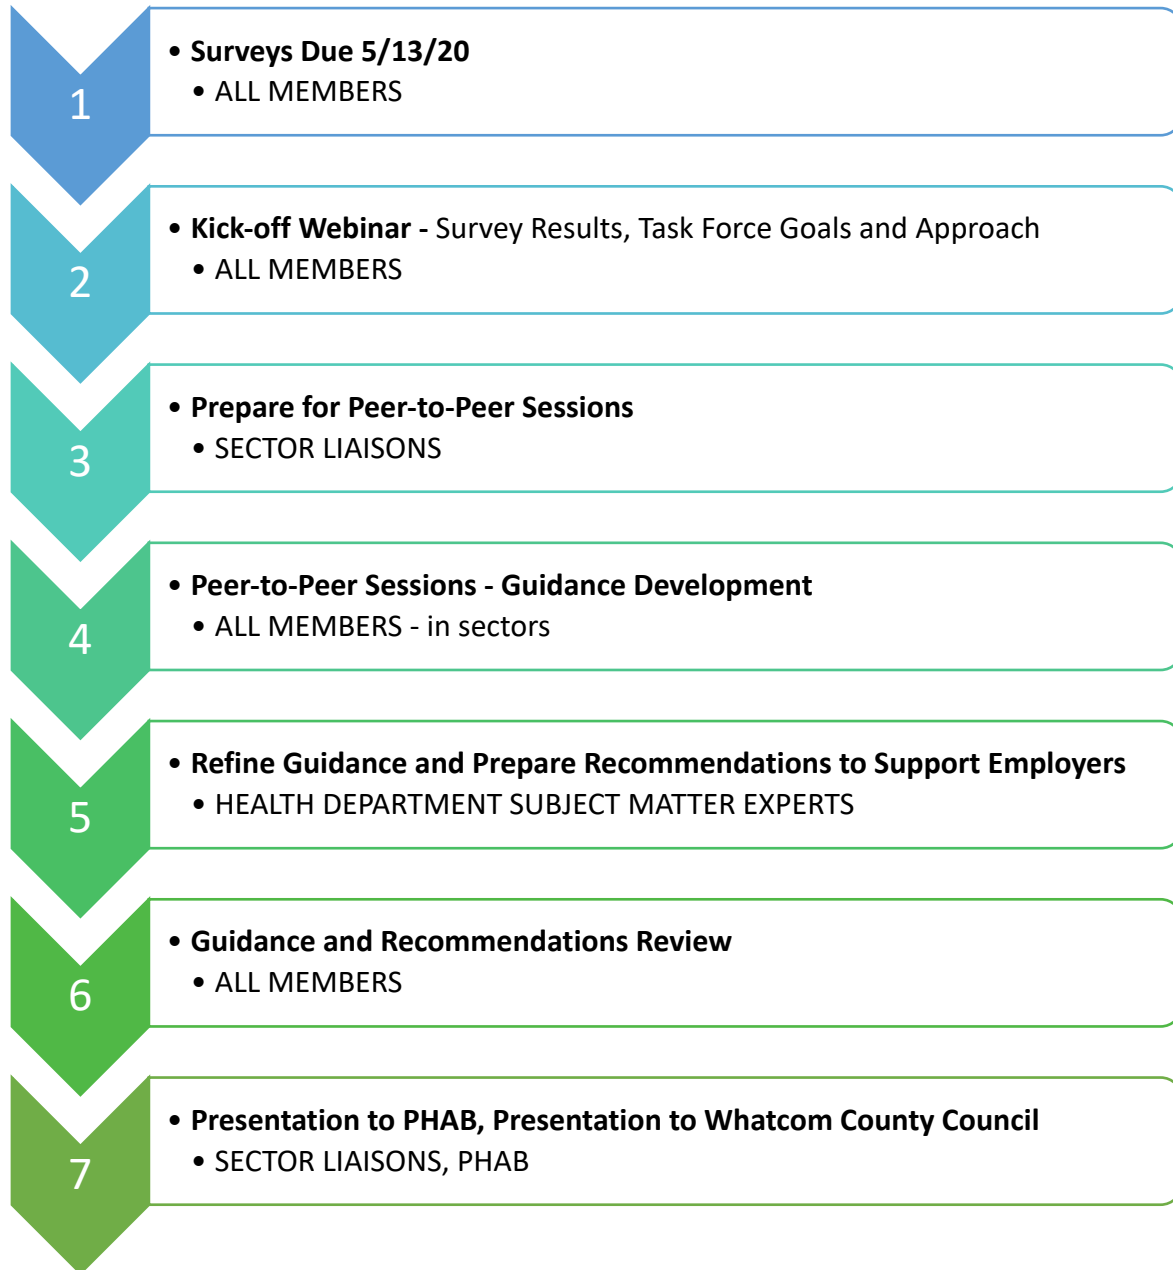 1
• Surveys Due 5/13/20
• ALL MEMBERS
2
• Kick-off Webinar - Survey Results, Task Force Goals and Approach
• ALL MEMBERS
3
• Prepare for Peer-to-Peer Sessions
• SECTOR LIAISONS
4
• Peer-to-Peer Sessions - Guidance Development
• ALL MEMBERS - in sectors
5
• Refine Guidance and Prepare Recommendations to Support Employers
• HEALTH DEPARTMENT SUBJECT MATTER EXPERTS
6
• Guidance and Recommendations Review
• ALL MEMBERS
7
• Presentation to PHAB, Presentation to Whatcom County Council
• SECTOR LIAISONS, PHAB